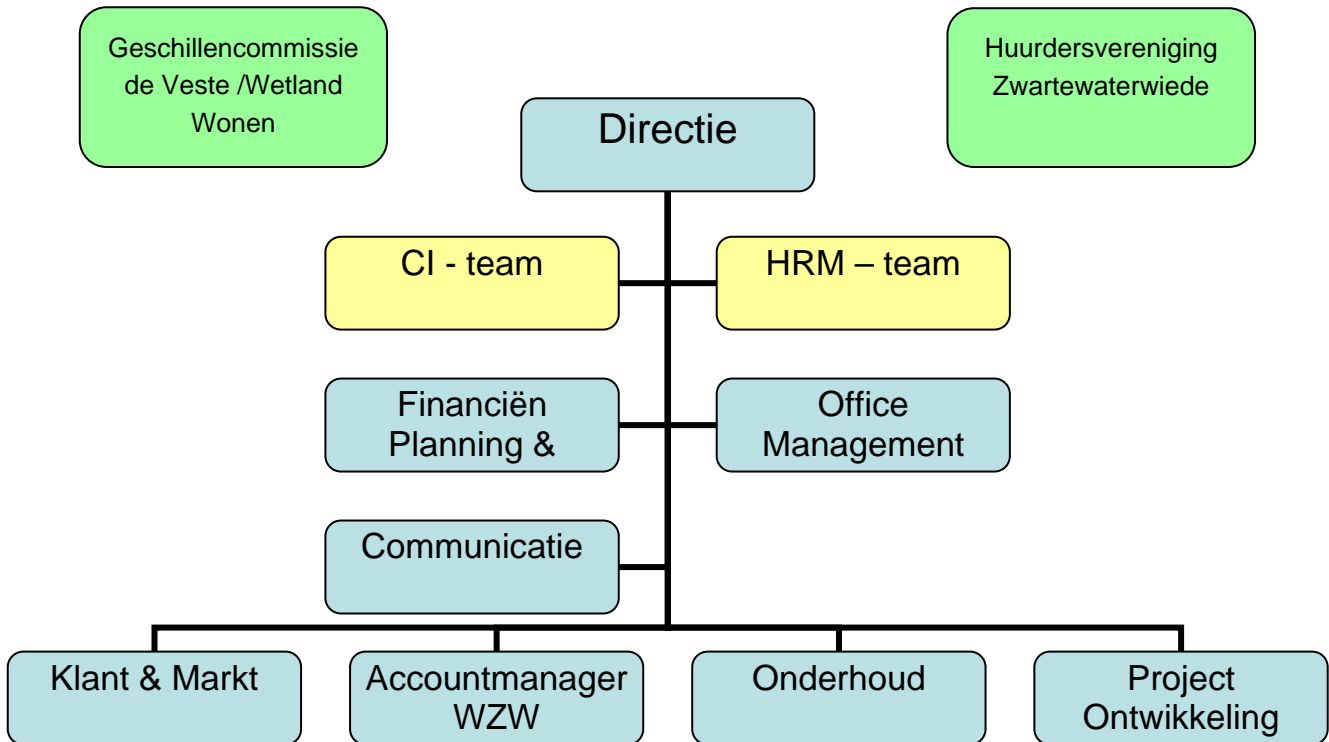 Geschillencommissie
de Veste /Wetland
Wonen
Huurdersvereniging
Zwartewaterwiede
Directie
CI - team
HRM – team
Financiën
Planning &
Office
Management
Communicatie
Klant & Markt
Accountmanager
WZW
Onderhoud
Project
Ontwikkeling